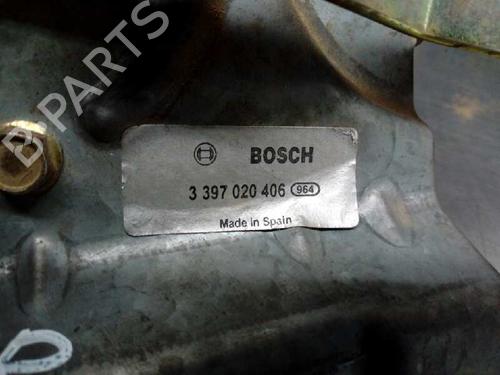 B-PARTS
BOSCH
3 397 020 406 964
Made in Spain